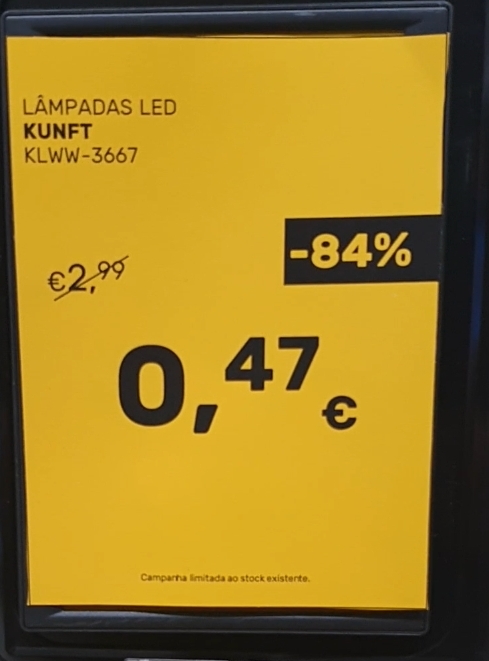 LÂMPADAS LED
KUNFT
KLWW-3667
-84%
€2,99
0,47€
Campanha limitada ao stock existente.